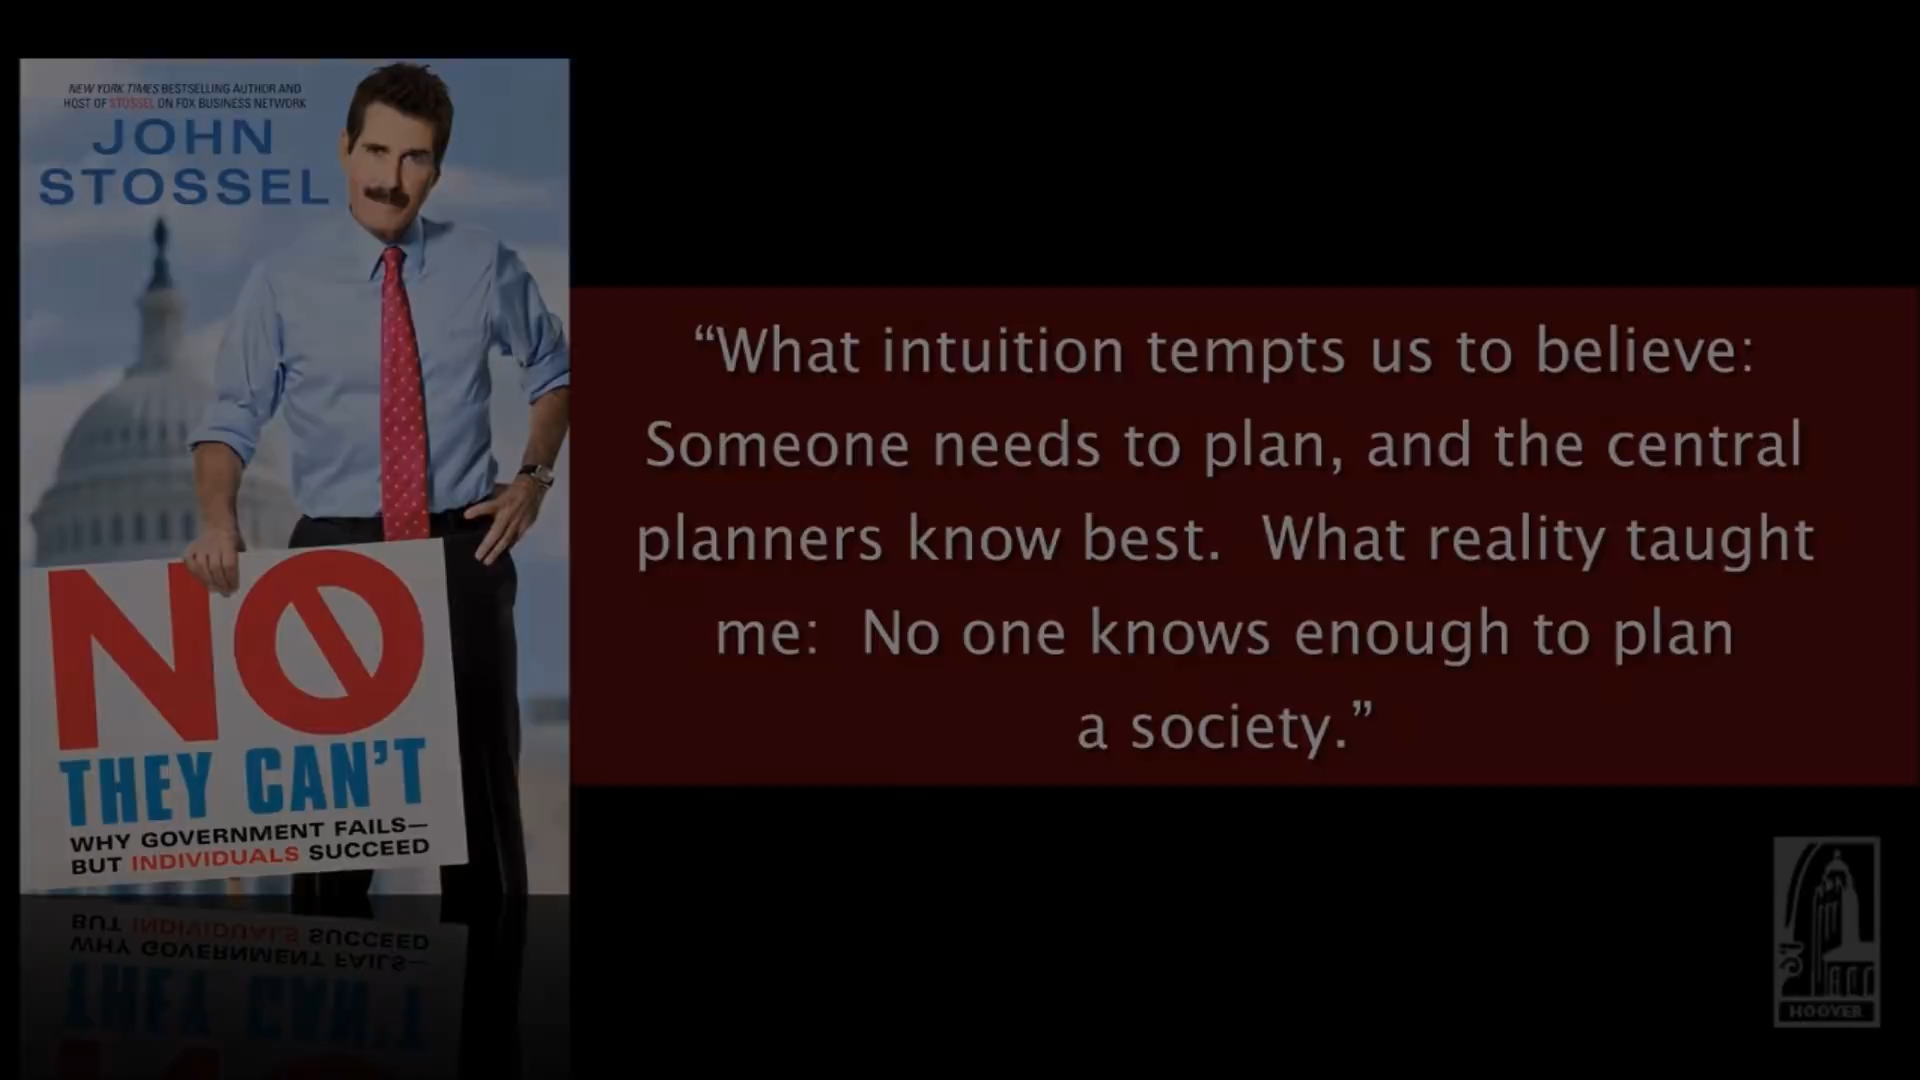 NEW YORK TIMES BESTSELLING AUTHOR AND
HOST OF STOSSEL ON FOX BUSINESS NETWORK
JOHN
STOSSEL
NO
THEY CAN'T
WHY GOVERNMENT FAILS—
BUT INDIVIDUALS SUCCEED
“What intuition tempts us to believe:
Someone needs to plan, and the central
planners know best.  What reality taught
me:  No one knows enough to plan
a society.”
HOOVER